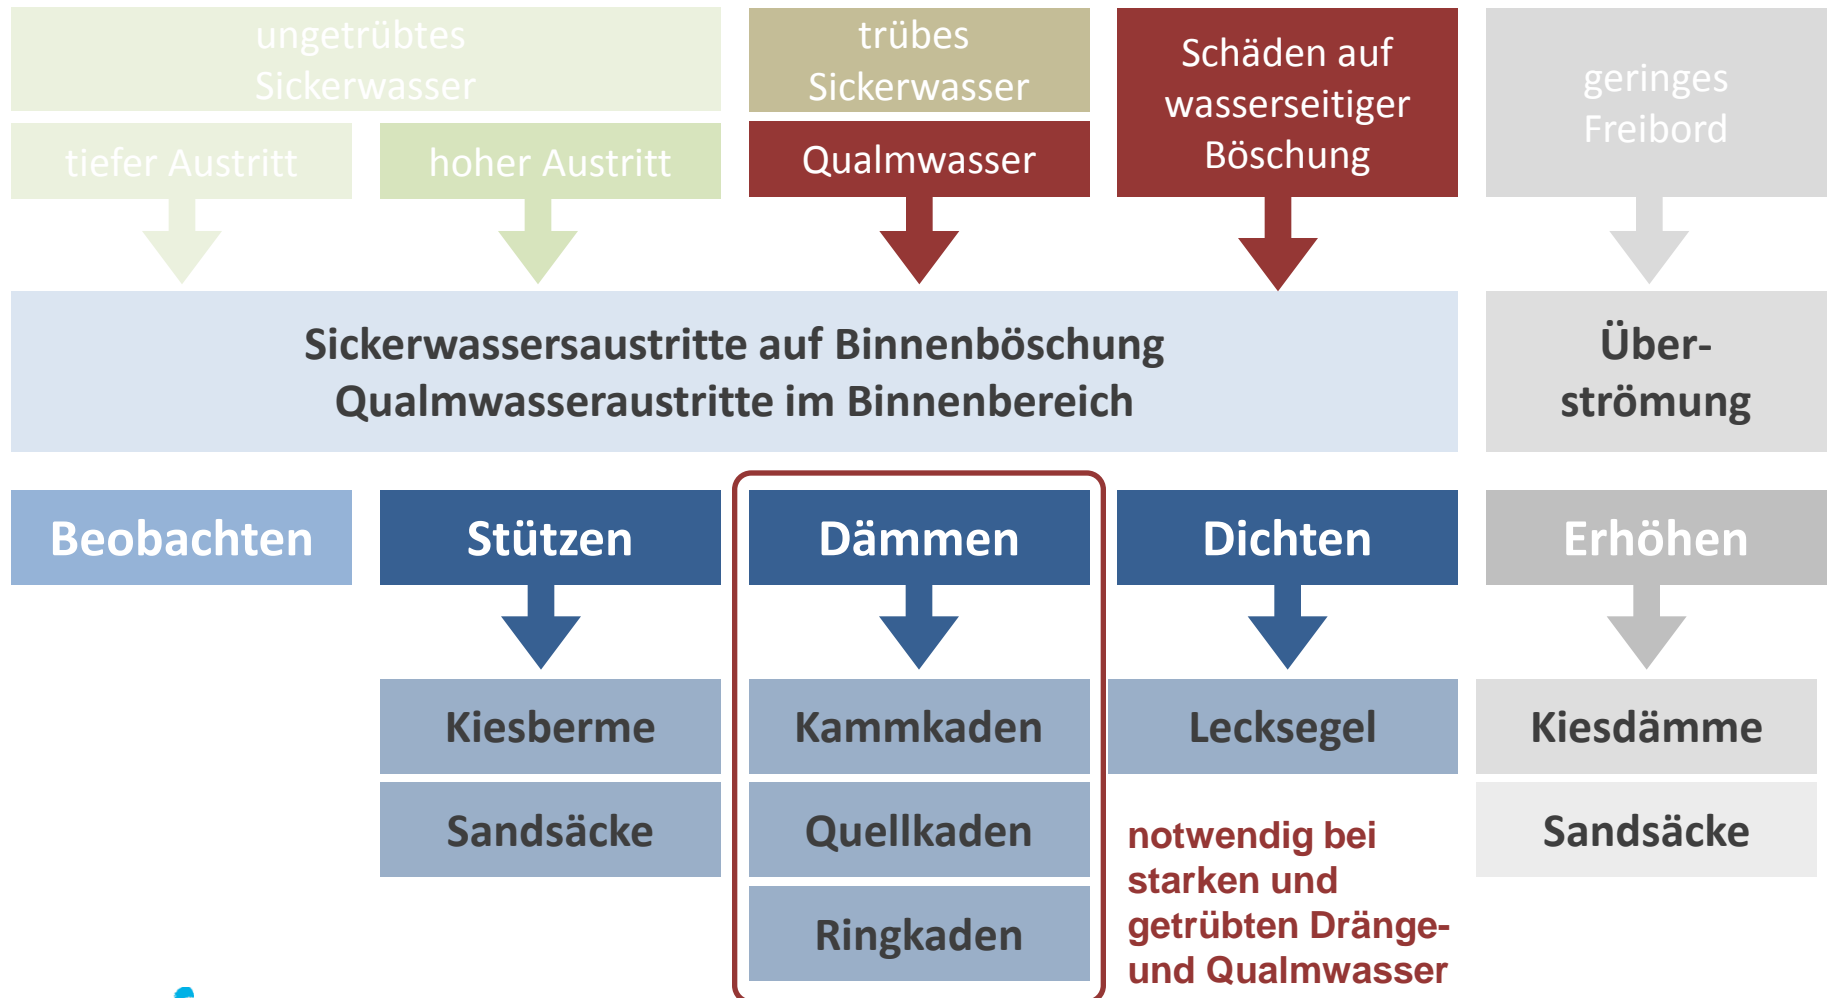 ungetrübtes
Sickerwasser
tiefer Austritt
hoher Austritt
trübes
Sickerwasser
Qualmwasser
Schäden auf
wasserseitiger
Böschung
geringes
Freibord
Sickerwassersaustritte auf Binnenböschung
Qualmwasseraustritte im Binnenbereich
Über-
strömung
Beobachten
Stützen
Dämmen
Dichten
Erhöhen
Kiesberme
Sandsäcke
Kammkaden
Quellkaden
Ringkaden
Lecksegel
notwendig bei
starken und
getrübten Dränge-
und Qualmwasser
Kiesdämme
Sandsäcke